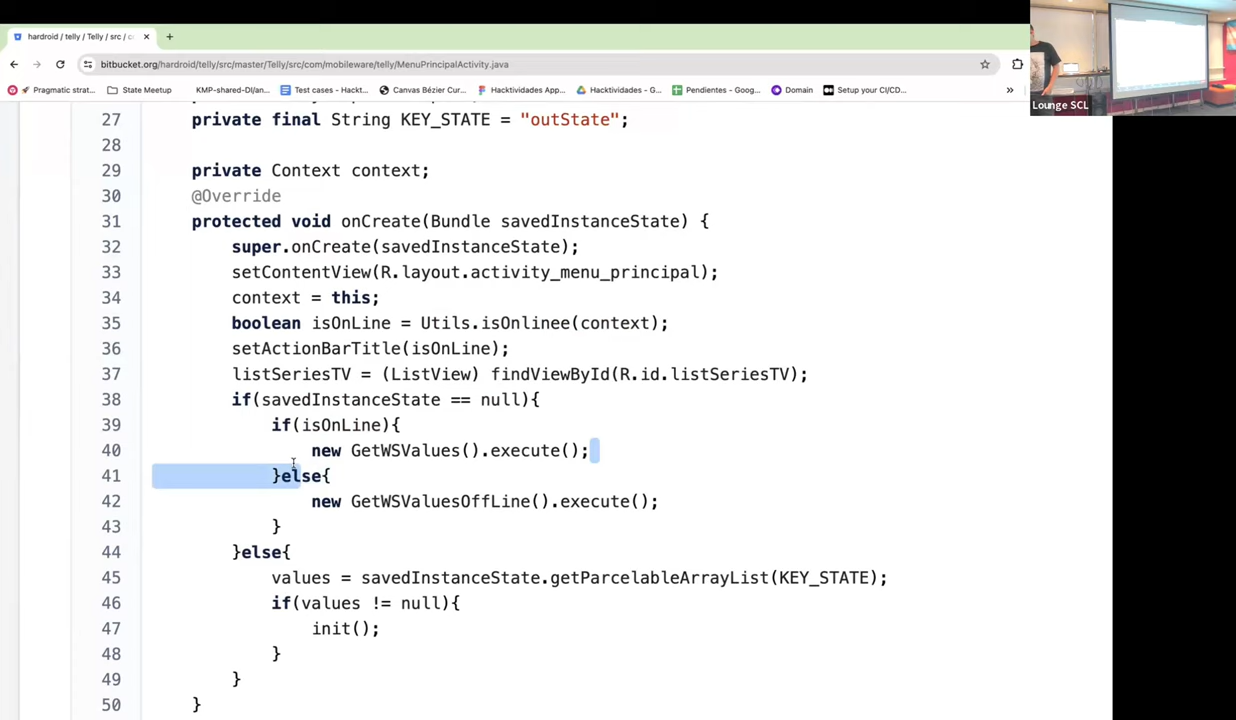 hardroid / telly / Telly / src / c
bitbucket.org/hardroid/telly/src/master/Telly/src/com/mobileware/telly/MenuPrincipalActivity.java
Pragmatic strat... State Meetup KMP-shared-DI/an... Test cases - Hackt... Canvas Bézier Cur... Hacktividades App... Hacktividades - G... Pendientes - Goog... Domain Setup your CI/CD... »
Lounge SCL
27 private final String KEY_STATE = "outState";
28
29 private Context context;
30 @Override
31 protected void onCreate(Bundle savedInstanceState) {
32 super.onCreate(savedInstanceState);
33 setContentView(R.layout.activity_menu_principal);
34 context = this;
35 boolean isOnLine = Utils.isOnlinee(context);
36 setActionBarTitle(isOnLine);
37 listSeriesTV = (ListView) findViewById(R.id.listSeriesTV);
38 if(savedInstanceState == null){
39 if(isOnLine){
40 new GetWSValues().execute();
41 }else{
42 new GetWSValuesOffLine().execute();
43 }
44 }else{
45 values = savedInstanceState.getParcelableArrayList(KEY_STATE);
46 if(values != null){
47 init();
48 }
49 }
50 }